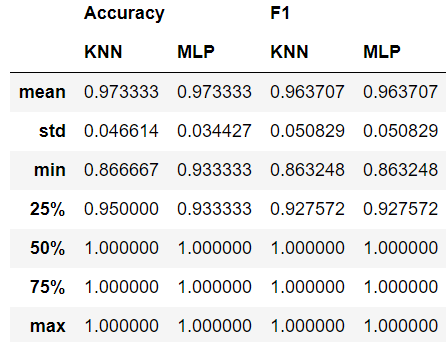 Accuracy F1
KNN MLP KNN MLP
mean 0.973333 0.973333 0.963707 0.963707
std 0.046614 0.034427 0.050829 0.050829
min 0.866667 0.933333 0.863248 0.863248
25% 0.950000 0.933333 0.927572 0.927572
50% 1.000000 1.000000 1.000000 1.000000
75% 1.000000 1.000000 1.000000 1.000000
max 1.000000 1.000000 1.000000 1.000000